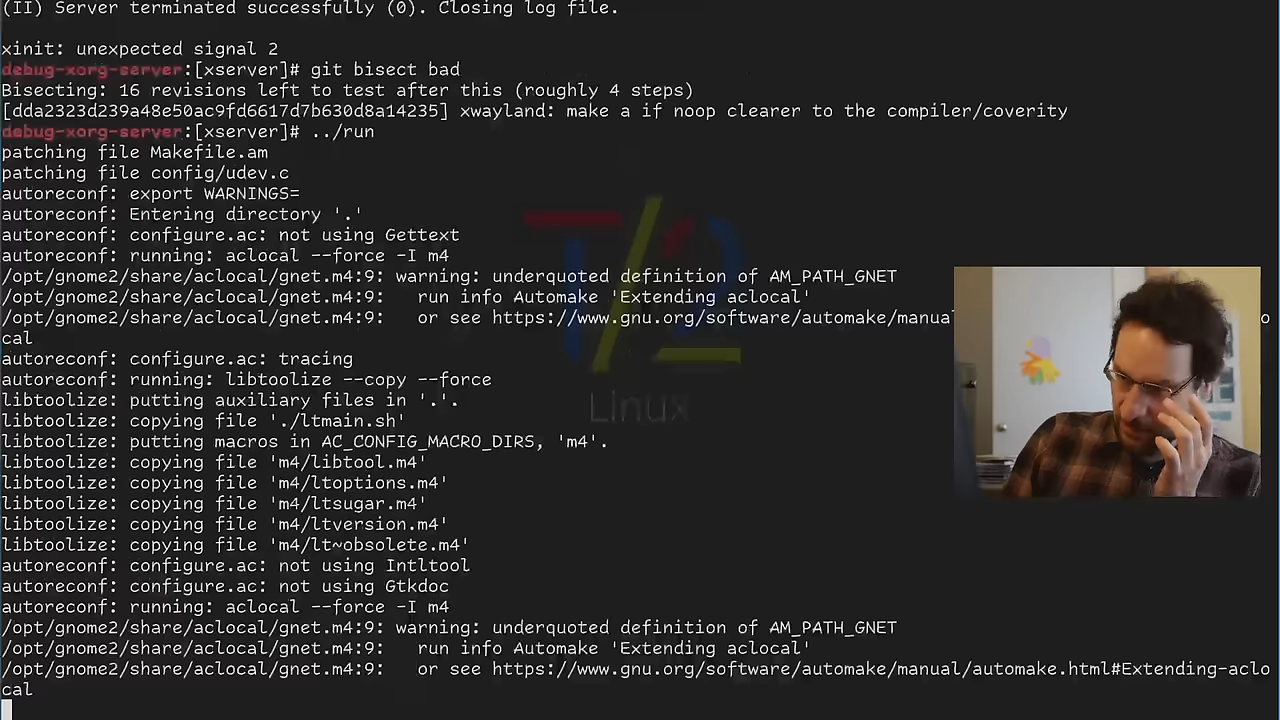 (II) Server terminated successfully (0). Closing log file.
xinit: unexpected signal 2
debug-xorg-server:[xserver]# git bisect bad
Bisecting: 16 revisions left to test after this (roughly 4 steps)
[dda2323d239a48e50ac9fd6617d7b630d8a14235] xwayland: make a if noop clearer to the compiler/coverity
debug-xorg-server:[xserver]# ../run
patching file Makefile.am
patching file config/udev.c
autoreconf: export WARNINGS=
autoreconf: Entering directory '.'
autoreconf: configure.ac: not using Gettext
autoreconf: running: aclocal --force -I m4
/opt/gnome2/share/aclocal/gnet.m4:9: warning: underquoted definition of AM_PATH_GNET
/opt/gnome2/share/aclocal/gnet.m4:9:   run info Automake 'Extending aclocal'
/opt/gnome2/share/aclocal/gnet.m4:9:   or see https://www.gnu.org/software/automake/manual o
cal
autoreconf: configure.ac: tracing
autoreconf: running: libtoolize --copy --force
libtoolize: putting auxiliary files in '.'.
libtoolize: copying file './ltmain.sh'
libtoolize: putting macros in AC_CONFIG_MACRO_DIRS, 'm4'.
libtoolize: copying file 'm4/libtool.m4'
libtoolize: copying file 'm4/ltoptions.m4'
libtoolize: copying file 'm4/ltsugar.m4'
libtoolize: copying file 'm4/ltversion.m4'
libtoolize: copying file 'm4/lt~obsolete.m4'
autoreconf: configure.ac: not using Intltool
autoreconf: configure.ac: not using Gtkdoc
autoreconf: running: aclocal --force -I m4
/opt/gnome2/share/aclocal/gnet.m4:9: warning: underquoted definition of AM_PATH_GNET
/opt/gnome2/share/aclocal/gnet.m4:9:   run info Automake 'Extending aclocal'
/opt/gnome2/share/aclocal/gnet.m4:9:   or see https://www.gnu.org/software/automake/manual/automake.html#Extending-aclo
cal
T/2
Linux